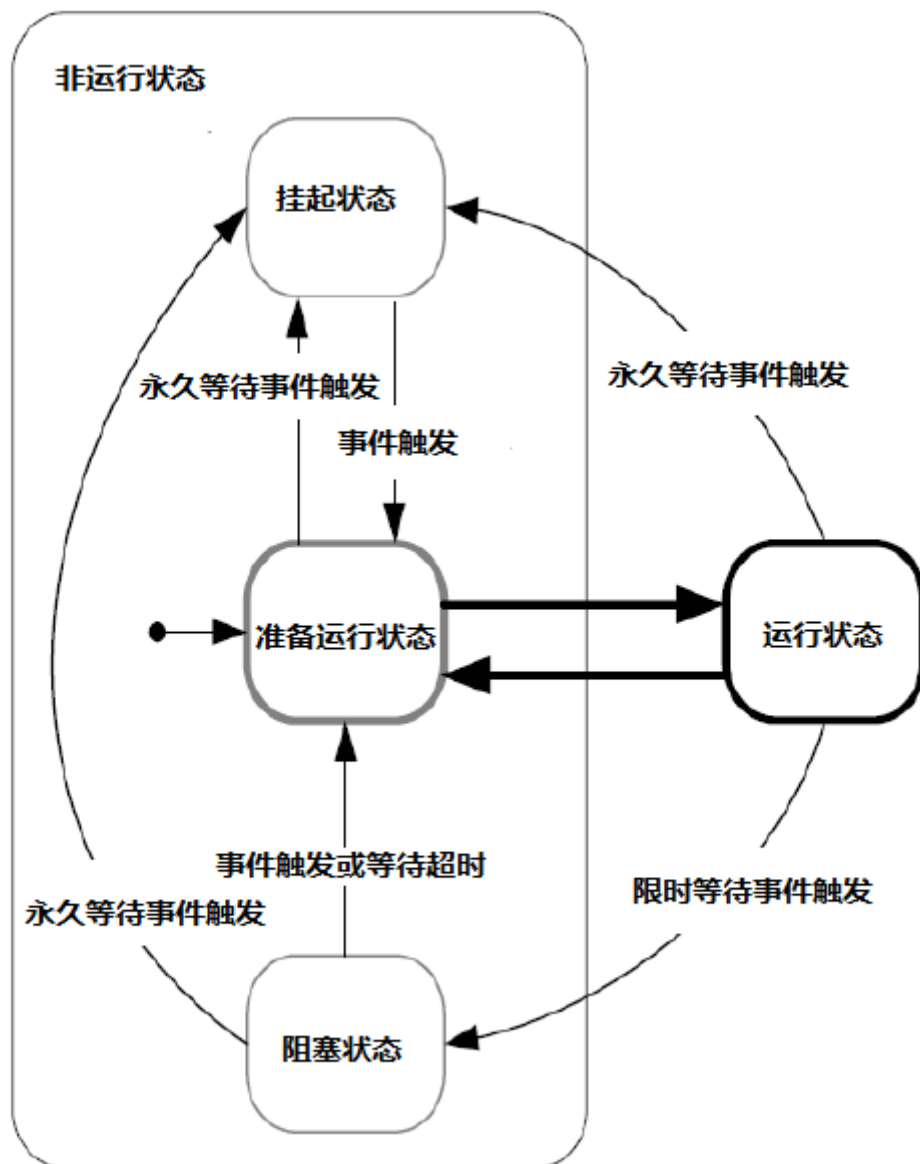 非运行状态
挂起状态
永久等待事件触发
永久等待事件触发
事件触发
准备运行状态
运行状态
事件触发或等待超时
限时等待事件触发
永久等待事件触发
阻塞状态